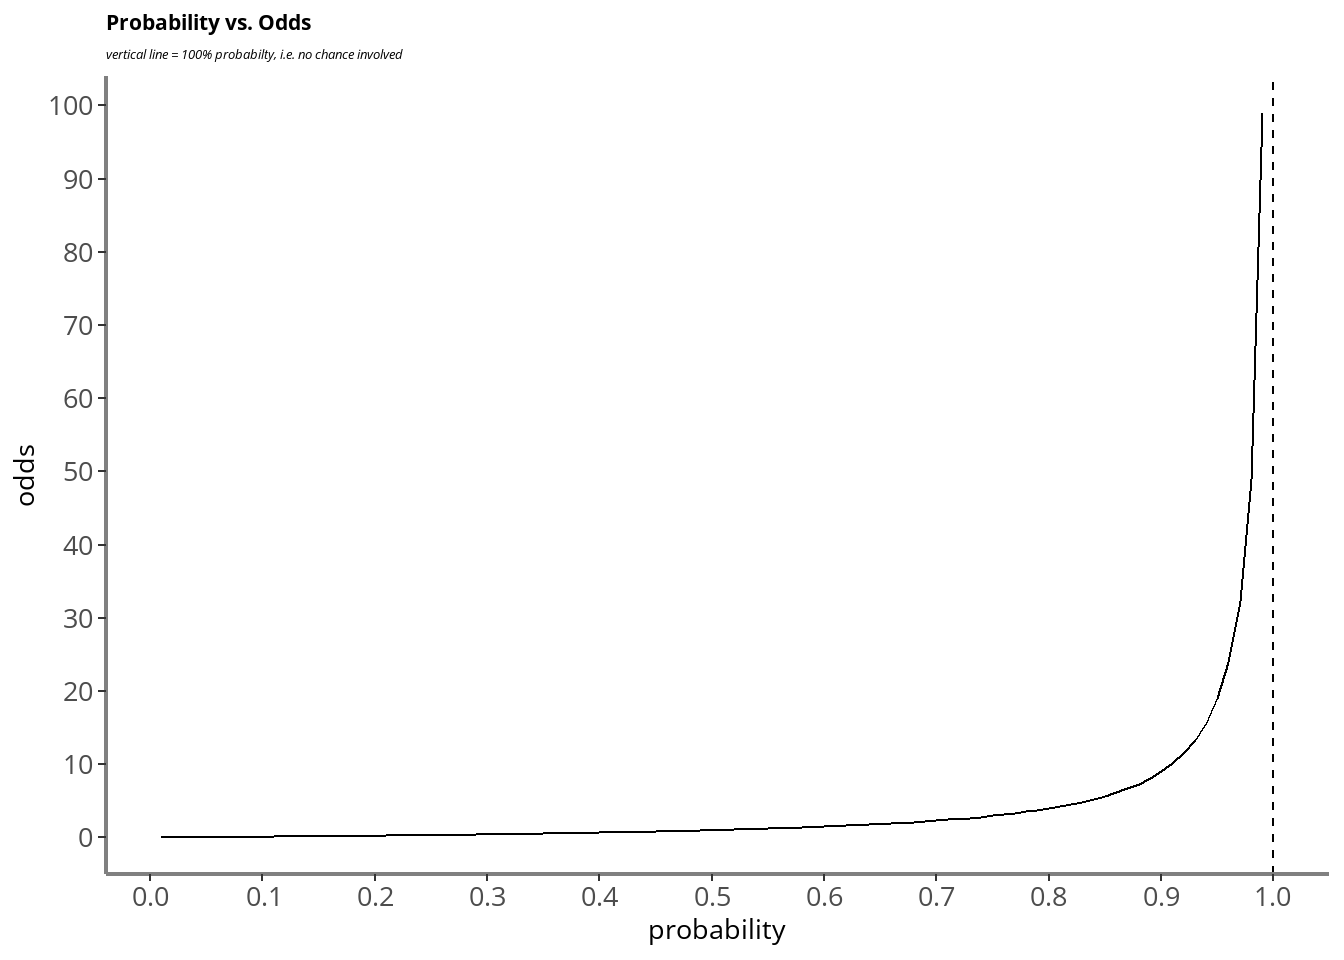 Probability vs. Odds
vertical line = 100% probabilty, i.e. no chance involved
100
90
80
70
60
50
40
30
20
10
0
odds
0.0 0.1 0.2 0.3 0.4 0.5 0.6 0.7 0.8 0.9 1.0
probability